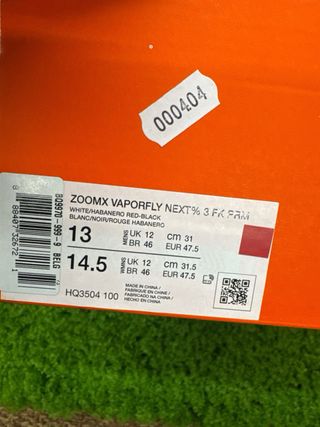 000404
ZOOMX VAPORFLY NEXT% 3 FK PRM
WHITE/HABANERO RED-BLACK
BLANC/NOIR/ROUGE HABANERO
13 MENS UK 12 cm 31
BR 46 EUR 47.5
14.5 WMNS UK 12 cm 31.5
BR 46 EUR 47.5
HQ3504 100
MADE IN CHINA /
FABRIQUÉ EN CHINE /
FABRICADO NA CHINA /
HECHO EN CHINA